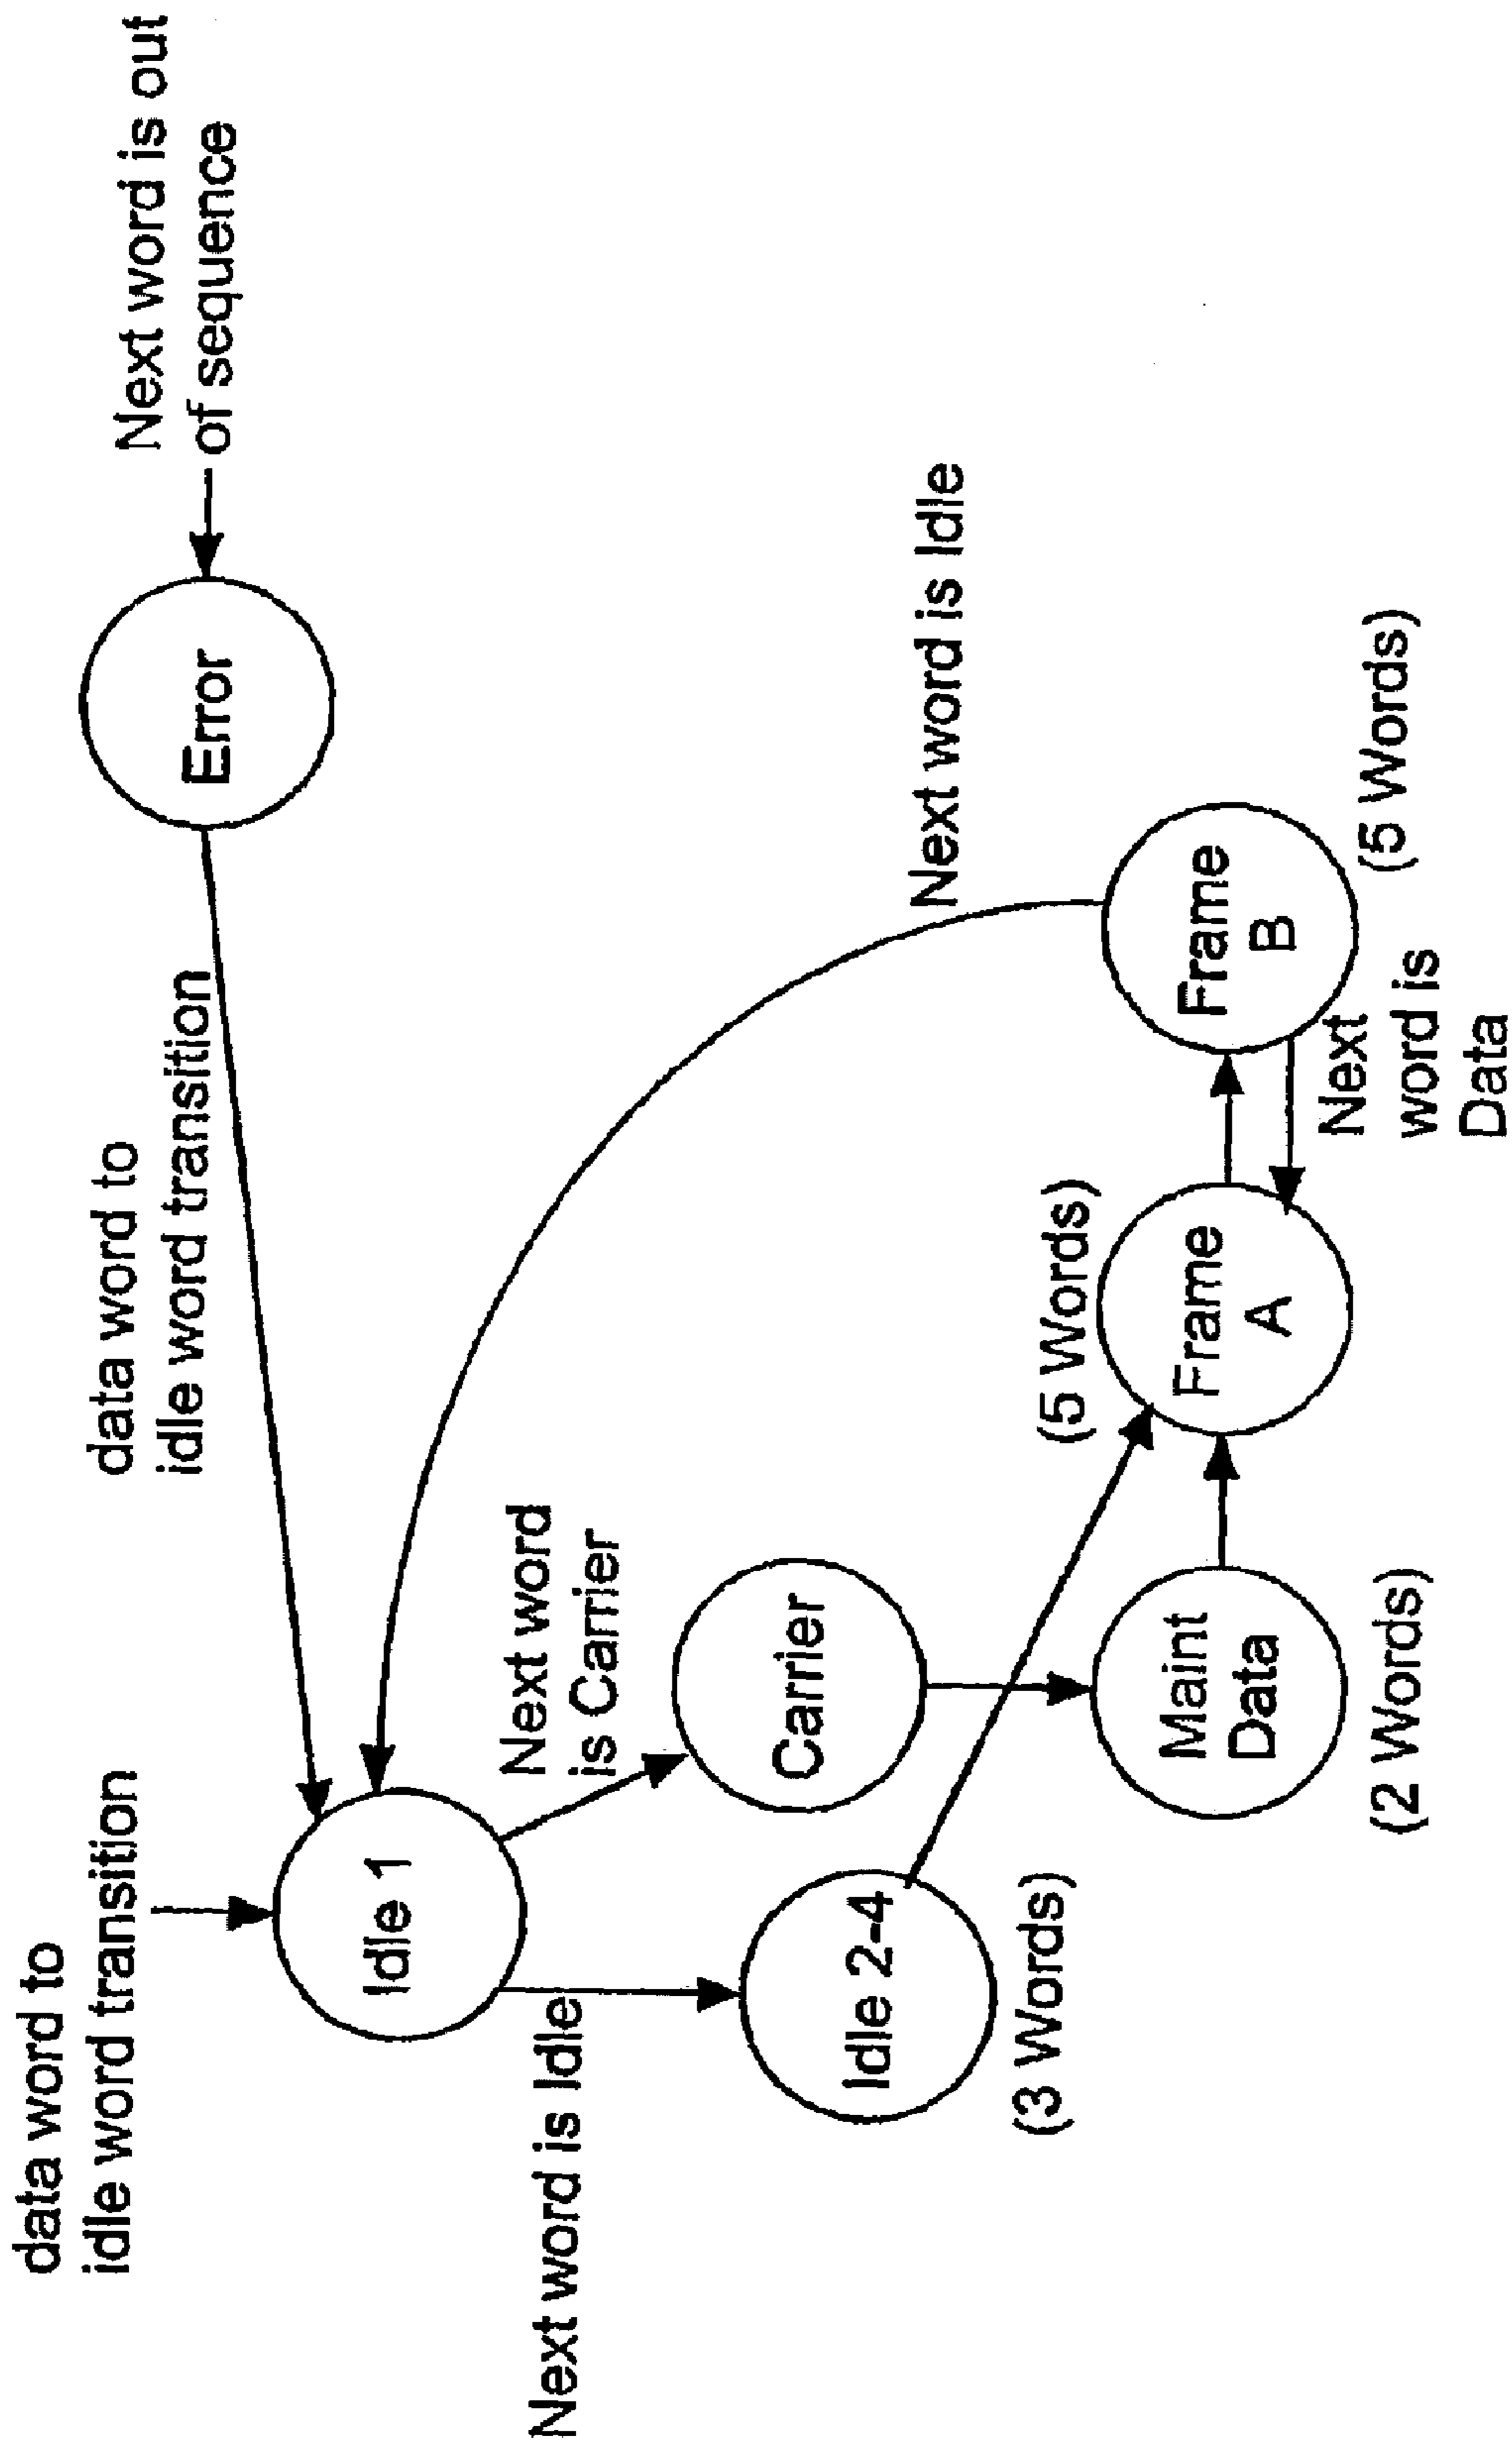 data word to
idle word transition
data word to
idle word transition
Next word is out
of sequence
Error
Idle 1
Next word is Idle
Next word
is Carrier
Next word is Idle
Idle 2-4
(3 Words)
Carrier
Maint
Data
(2 Words)
Frame
A
(5 Words)
Frame
B
(5 Words)
Next
word is
Data